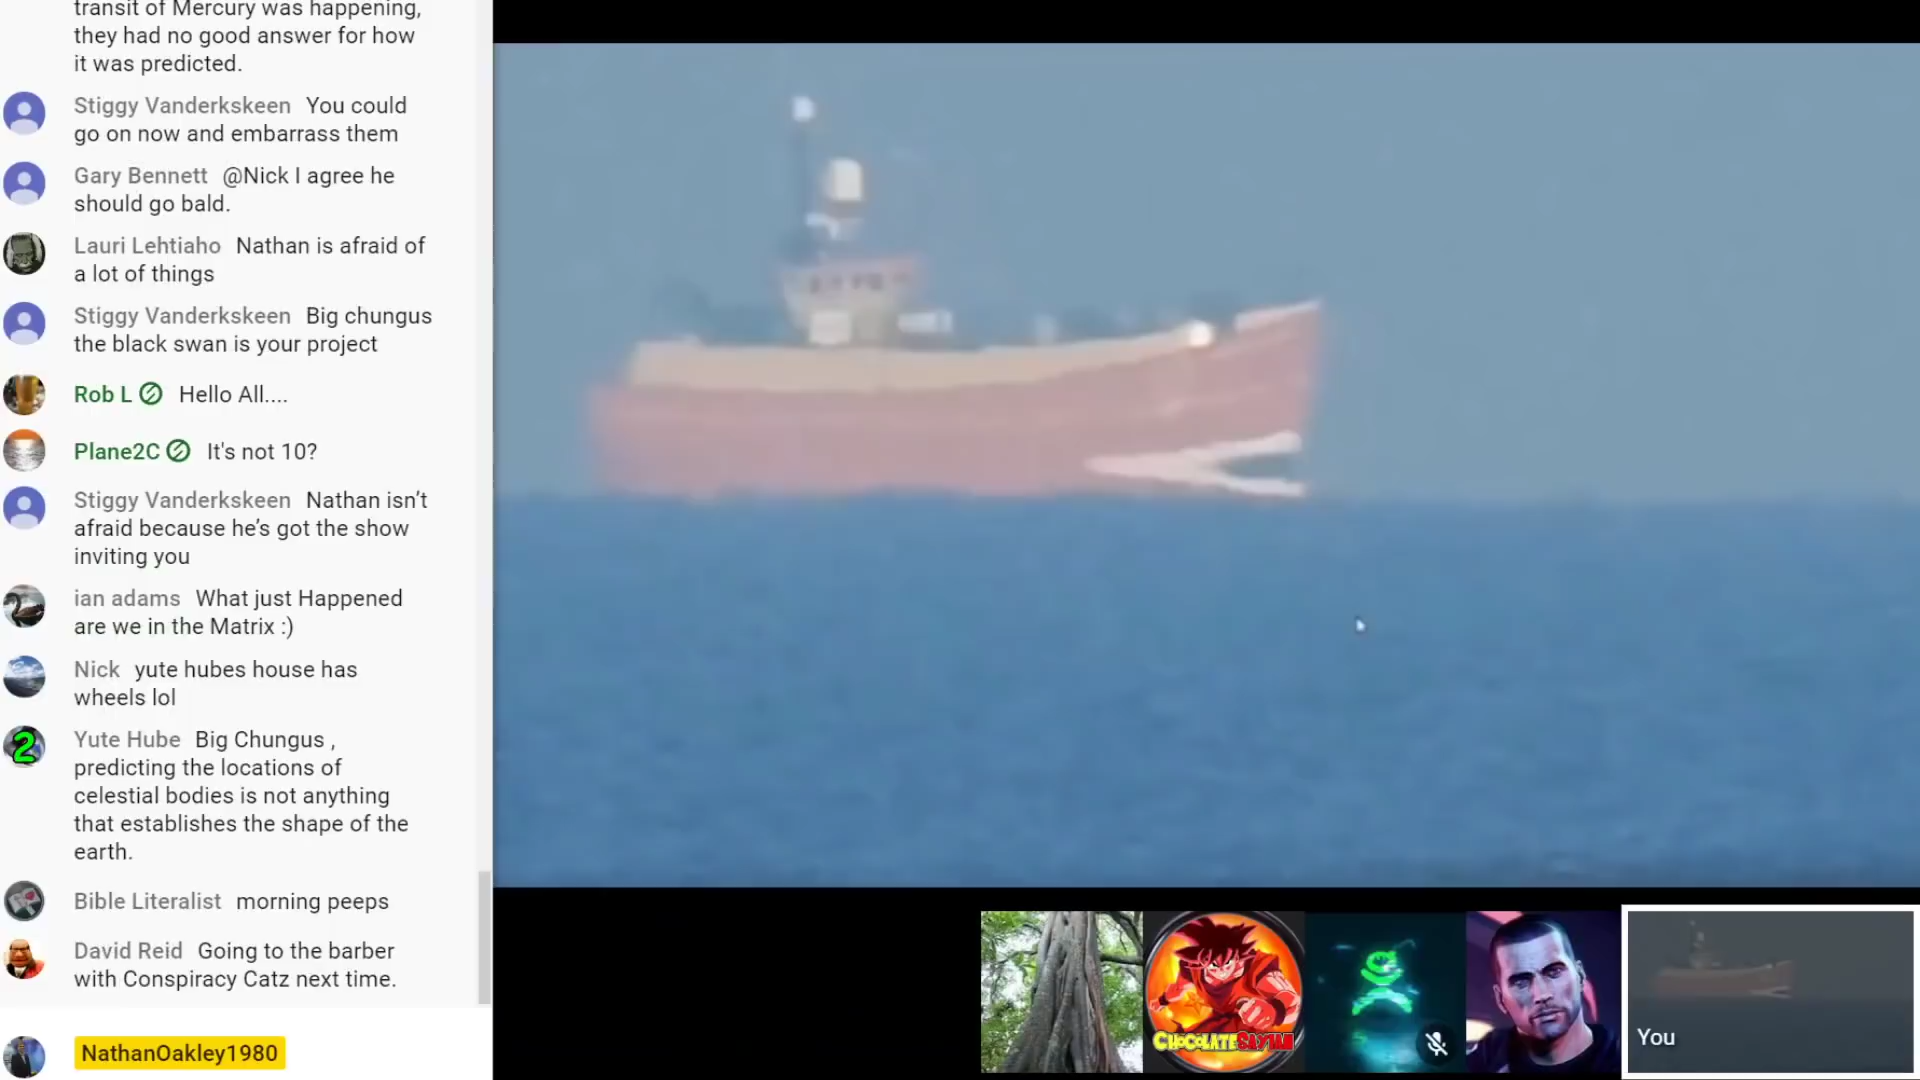 transit of Mercury was happening,
they had no good answer for how
it was predicted.
Stiggy Vanderkskeen You could
go on now and embarrass them
Gary Bennett @Nick I agree he
should go bald.
Lauri Lehtiaho Nathan is afraid of
a lot of things
Stiggy Vanderkskeen Big chungus
the black swan is your project
Rob L Hello All....
Plane2C It's not 10?
Stiggy Vanderkskeen Nathan isn’t
afraid because he’s got the show
inviting you
ian adams What just Happened
are we in the Matrix :)
Nick yute hubes house has
wheels lol
Yute Hube Big Chungus ,
predicting the locations of
celestial bodies is not anything
that establishes the shape of the
earth.
Bible Literalist morning peeps
David Reid Going to the barber
with Conspiracy Catz next time.
NathanOakley1980
2
CHOCOLATESAYIAN
You